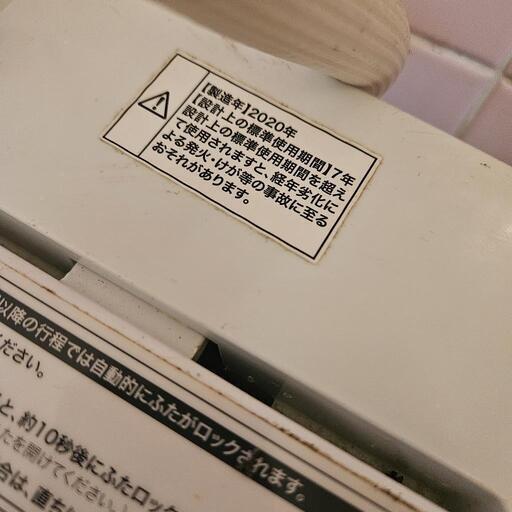 【製造年】2020年
【設計上の標準使用期間】7年
設計上の標準使用期間を超え
て使用されますと、経年劣化に
よる発火・けが等の事故に至る
おそれがあります。
以降の行程では自動的にふたがロックされます。
ください。
と、約10秒後にふたロック
たを開けてください。
合は、直ち